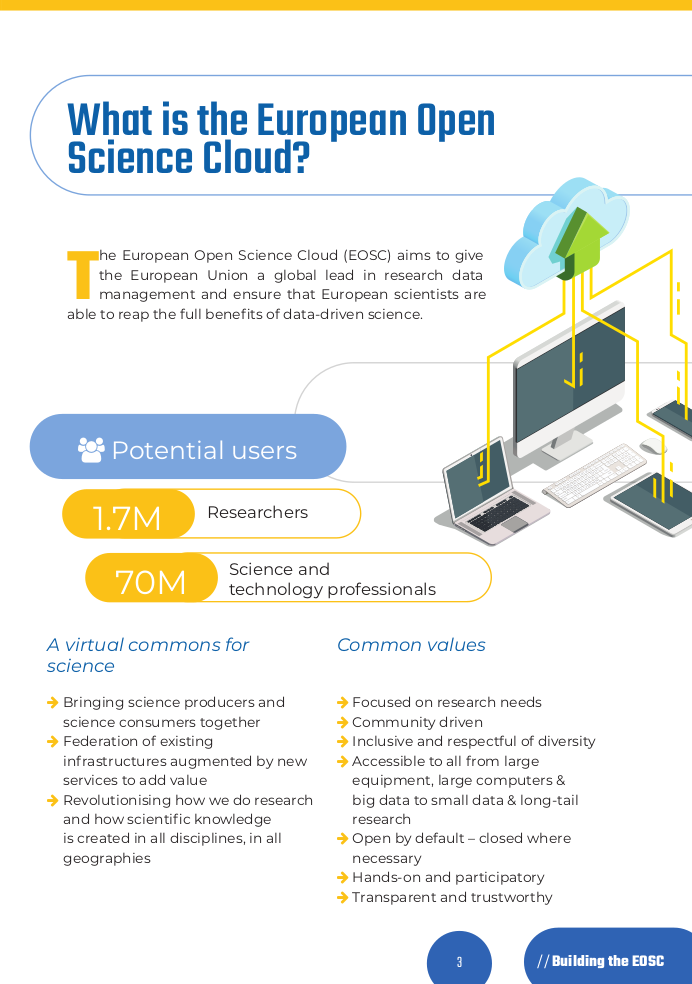 What is the European Open
Science Cloud?
The European Open Science Cloud (EOSC) aims to give
the European Union a global lead in research data
management and ensure that European scientists are
able to reap the full benefits of data-driven science.
Potential users
1.7M Researchers
70M Science and
technology professionals
A virtual commons for
science
Bringing science producers and
science consumers together
Federation of existing
infrastructures augmented by new
services to add value
Revolutionising how we do research
and how scientific knowledge
is created in all disciplines, in all
geographies
Common values
Focused on research needs
Community driven
Inclusive and respectful of diversity
Accessible to all from large
equipment, large computers &
big data to small data & long-tail
research
Open by default – closed where
necessary
Hands-on and participatory
Transparent and trustworthy
3
//Building the EOSC